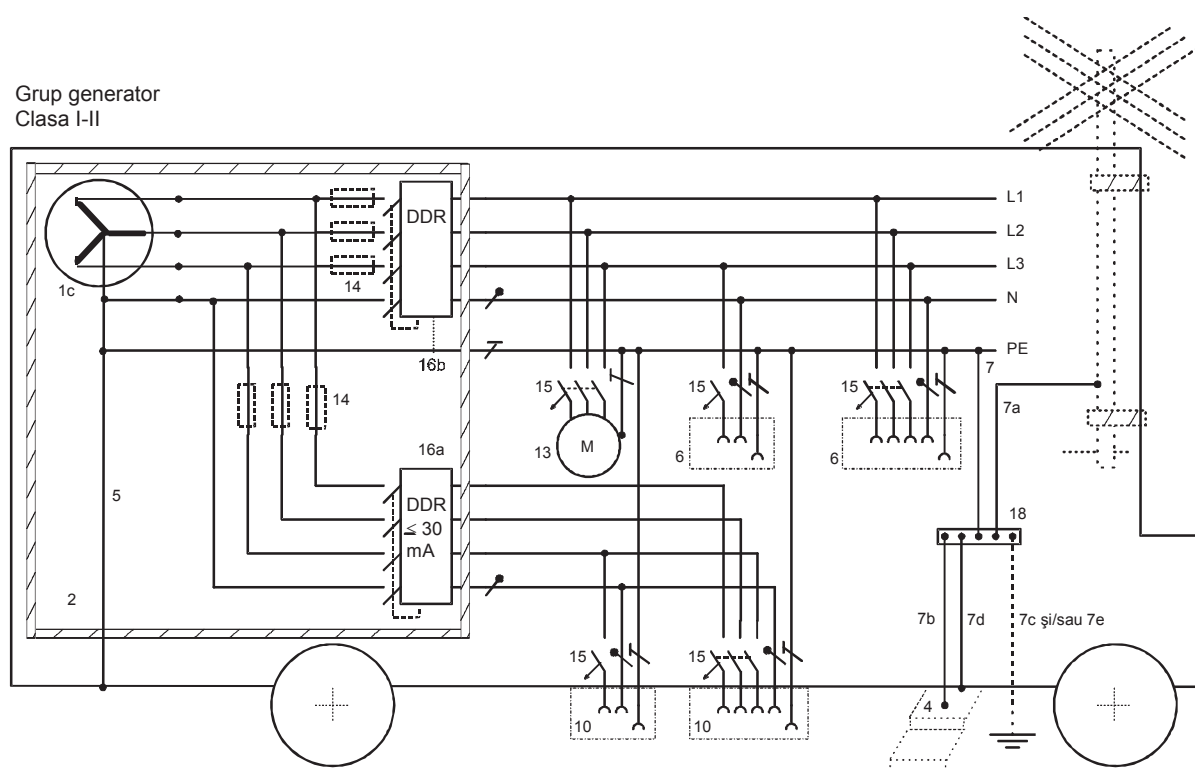 Grup generator
Clasa I-II
DDR
L1
L2
L3
N
PE
1c
14
16b
7
7a
15
15
15
14
M
13
6
6
16a
DDR
≤ 30
mA
5
18
2
7b
7d
7c şi/sau 7e
15
15
10
10
4